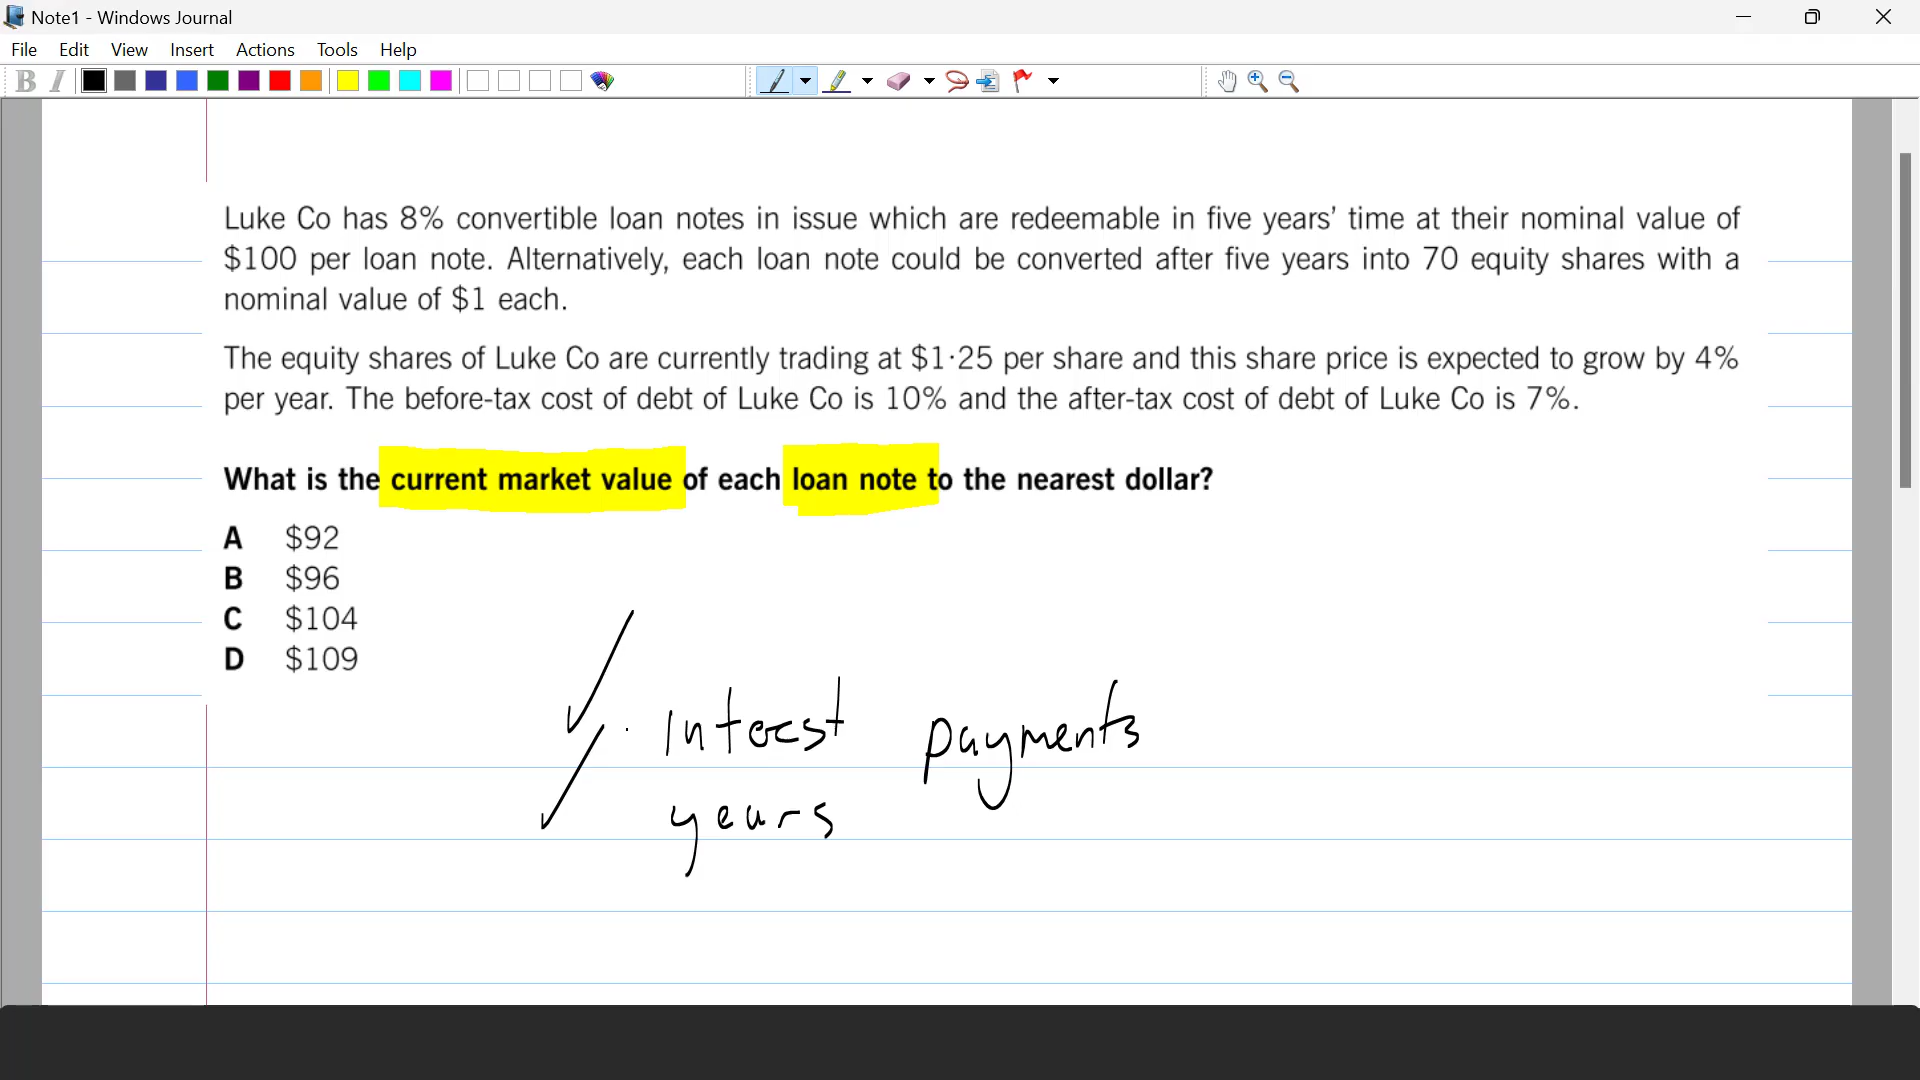 Note1 - Windows Journal
File Edit View Insert Actions Tools Help
B I
Luke Co has 8% convertible loan notes in issue which are redeemable in five years' time at their nominal value of
$100 per loan note. Alternatively, each loan note could be converted after five years into 70 equity shares with a
nominal value of $1 each.
The equity shares of Luke Co are currently trading at $1·25 per share and this share price is expected to grow by 4%
per year. The before-tax cost of debt of Luke Co is 10% and the after-tax cost of debt of Luke Co is 7%.
What is the current market value of each loan note to the nearest dollar?
A $92
B $96
C $104
D $109
Interest payments
years